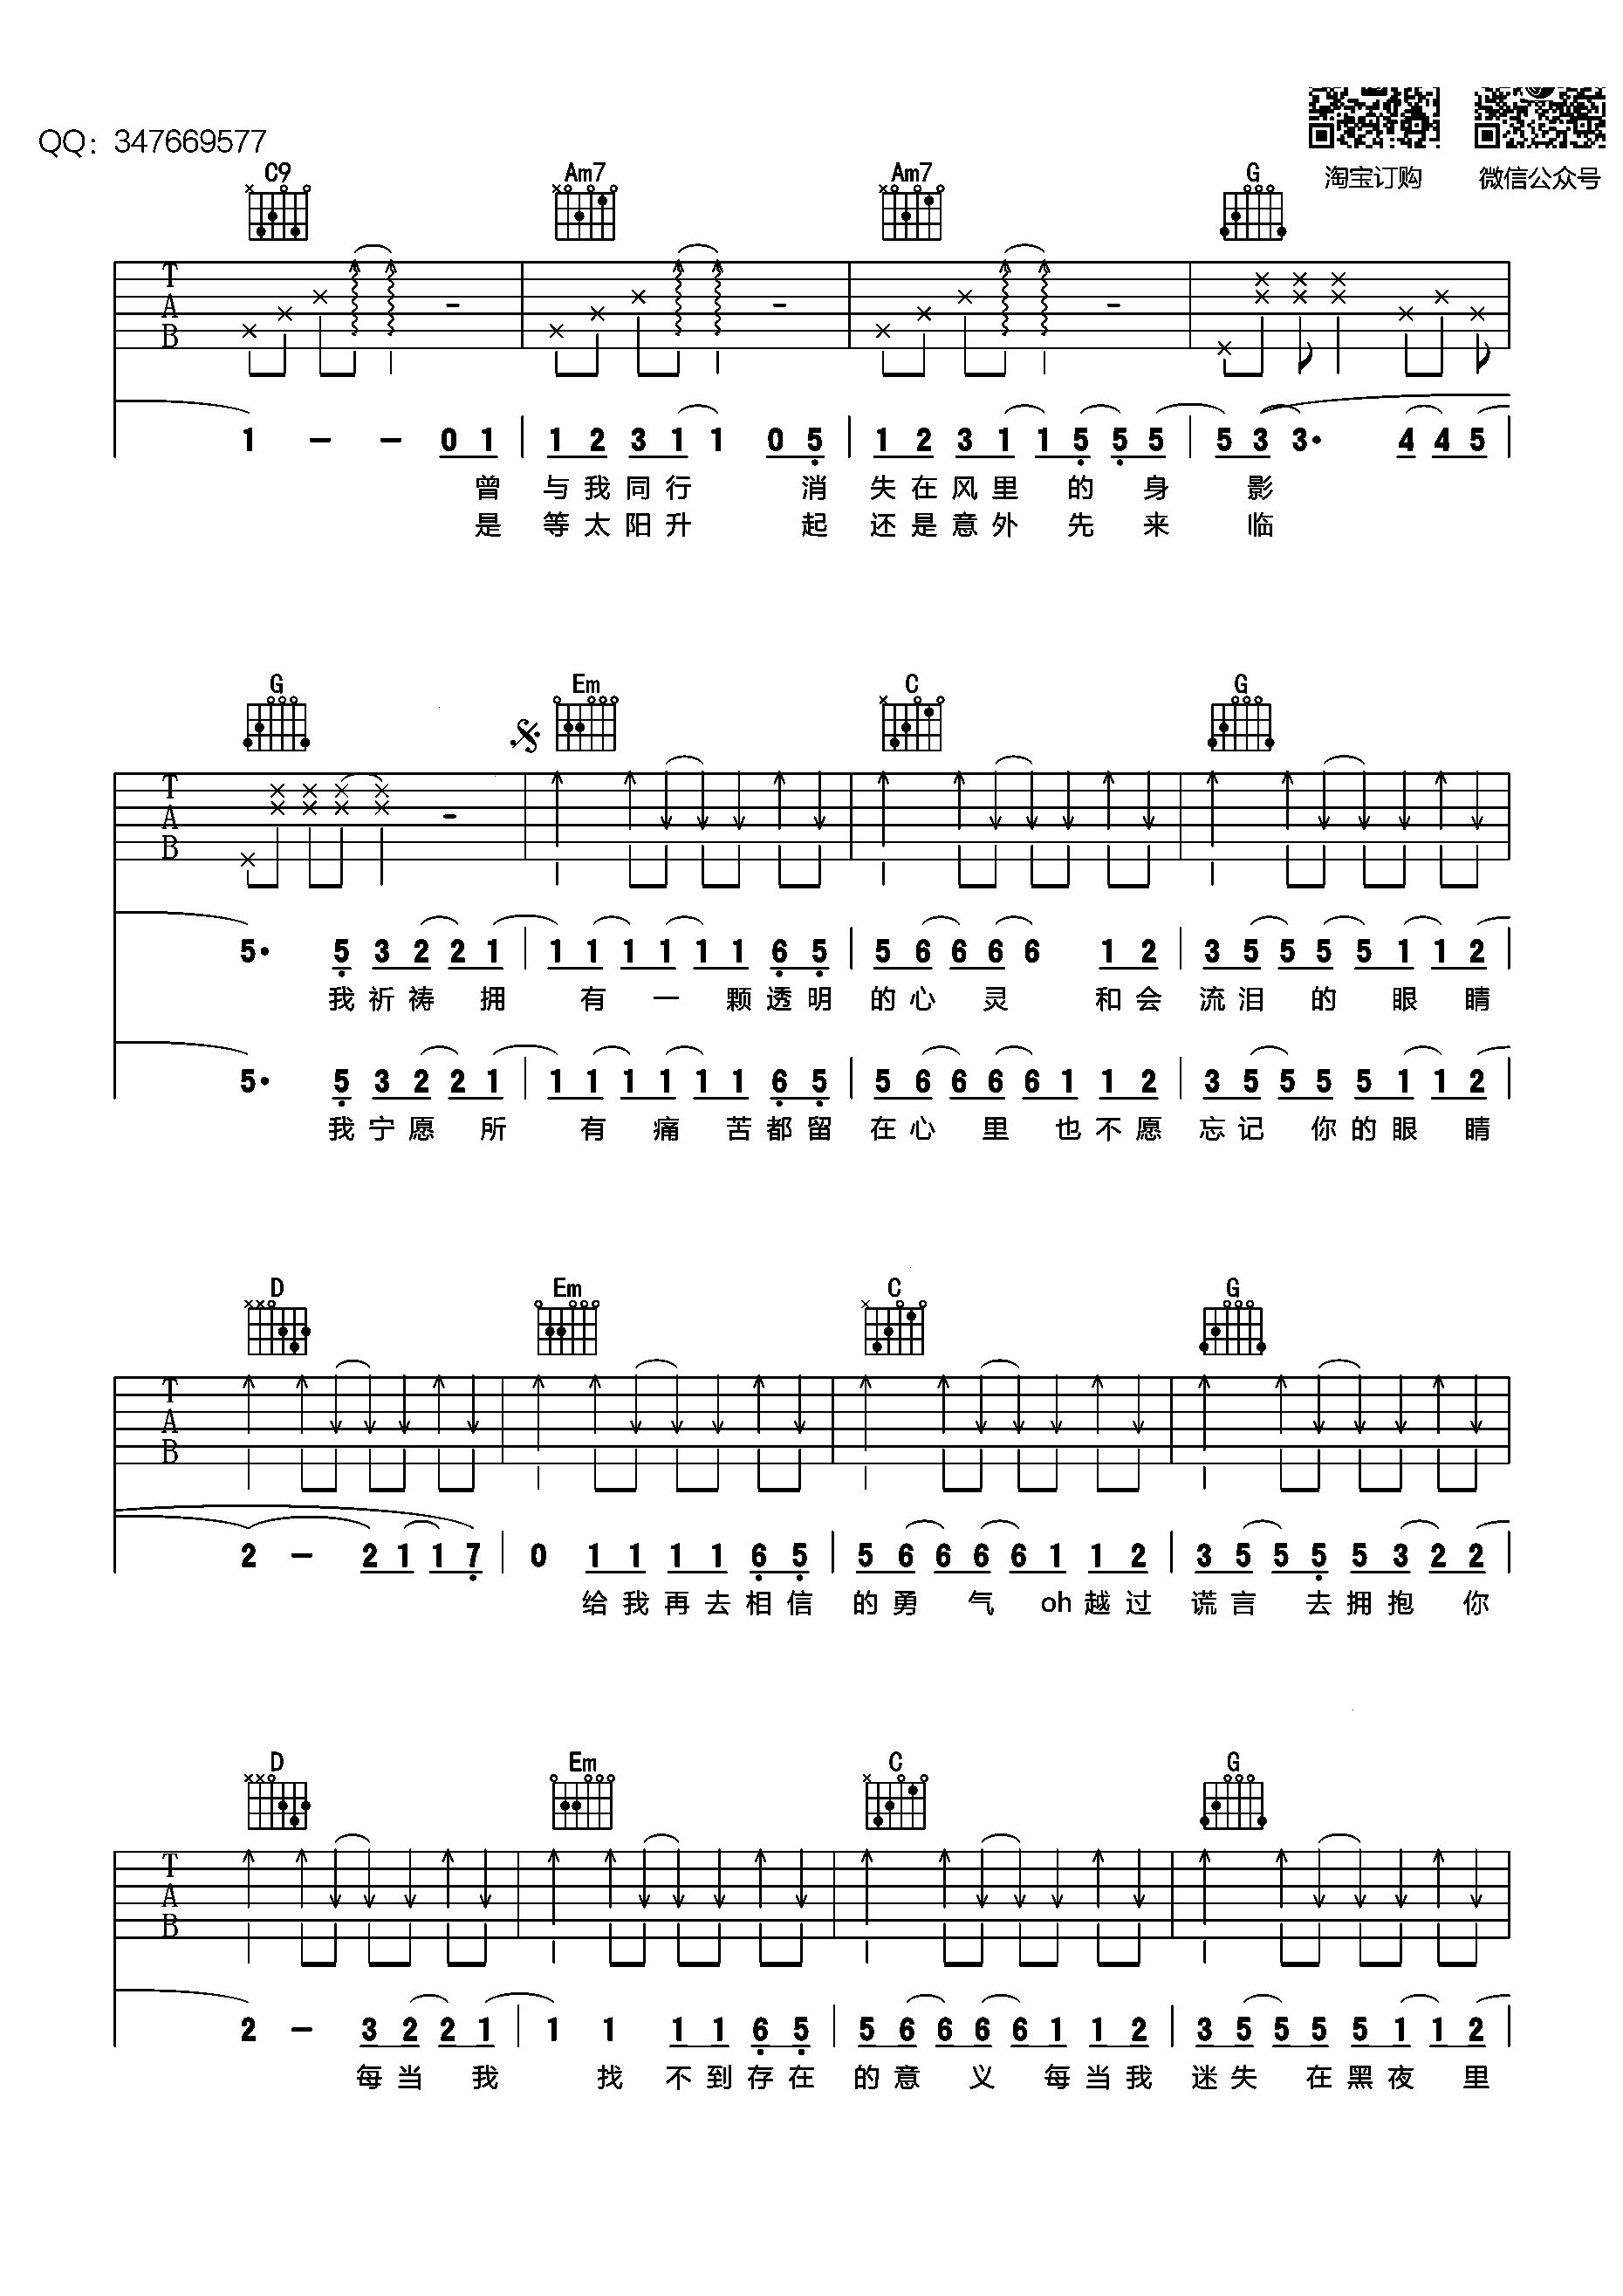 QQ：347669577
淘宝订购 微信公众号
C9 Am7 Am7 G
T
A
B
1 – – 0 1 | 1 2 3 1 1 0 5 | 1 2 3 1 1 5 5 5 | 5 3 3· 4 4 5 |
曾 与我同行 消 失在风里 的 身 影
是 等太阳升 起 还是意外 先 来 临
G Em C G
T
A
B
5· 5 3 2 2 1 | 1 1 1 1 1 1 6 5 | 5 6 6 6 6 1 2 | 3 5 5 5 5 1 1 2 |
我祈祷 拥 有 一 颗透明 的心 灵 和会 流泪 的 眼 睛
5· 5 3 2 2 1 | 1 1 1 1 1 1 6 5 | 5 6 6 6 6 1 1 2 | 3 5 5 5 5 1 1 2 |
我宁愿 所 有 痛 苦都留 在心 里 也不愿 忘记 你的眼 睛
D Em C G
T
A
B
2 – 2 1 1 7 | 0 1 1 1 1 6 5 | 5 6 6 6 6 1 1 2 | 3 5 5 5 5 3 2 2 |
给我再去相信 的勇 气 oh越过 谎言 去拥抱 你
D Em C G
T
A
B
2 – 3 2 2 1 | 1 1 1 1 6 5 | 5 6 6 6 6 1 1 2 | 3 5 5 5 5 1 1 2 |
每当 我 找 不到存在 的意 义 每当我 迷失 在黑夜 里